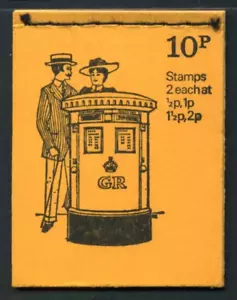 10P
Stamps
2 each at
½p, 1p
1½p, 2p
GR